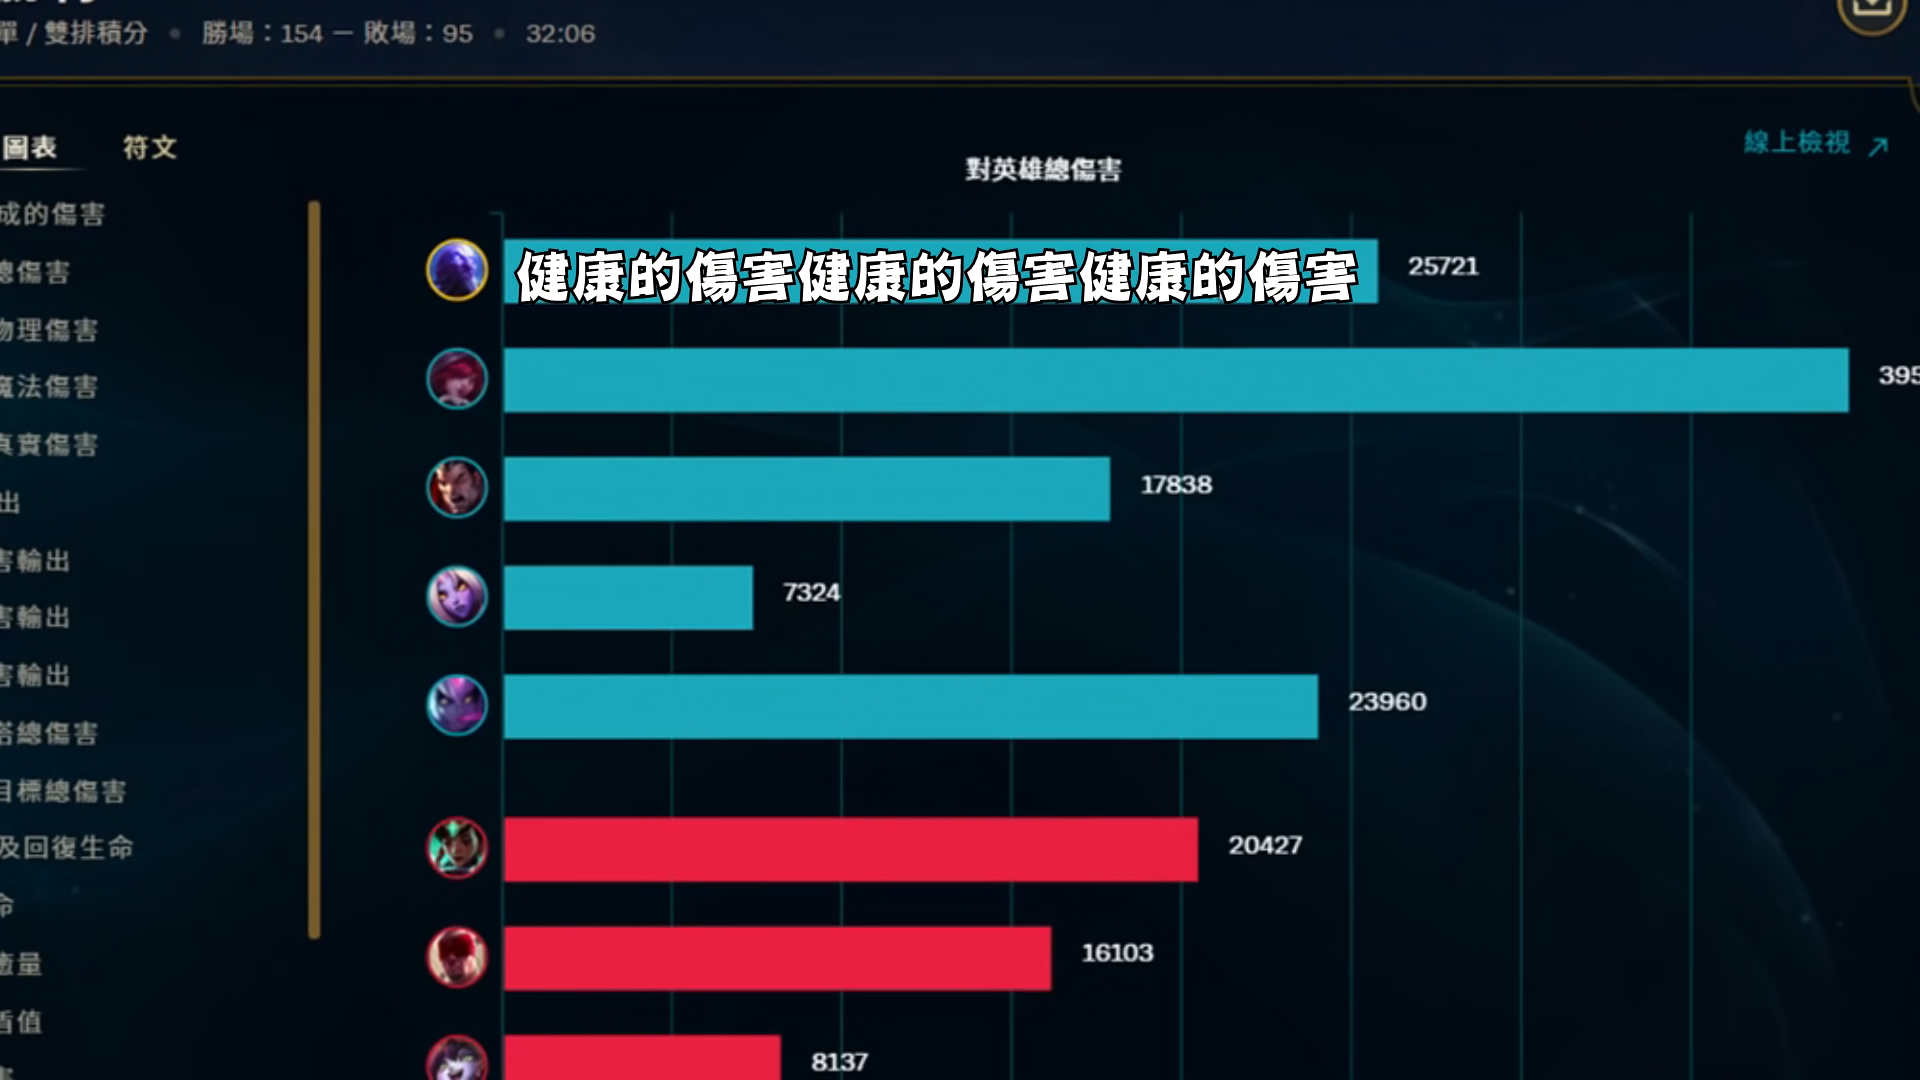 單 / 雙排積分 • 勝場：154 － 敗場：95 • 32:06
圖表 符文
線上檢視
對英雄總傷害
成的傷害
總傷害
物理傷害
魔法傷害
真實傷害
出
害輸出
害輸出
害輸出
塔總傷害
目標總傷害
及回復生命
命
癒量
盾值
健康的傷害健康的傷害健康的傷害
25721
395
17838
7324
23960
20427
16103
8137